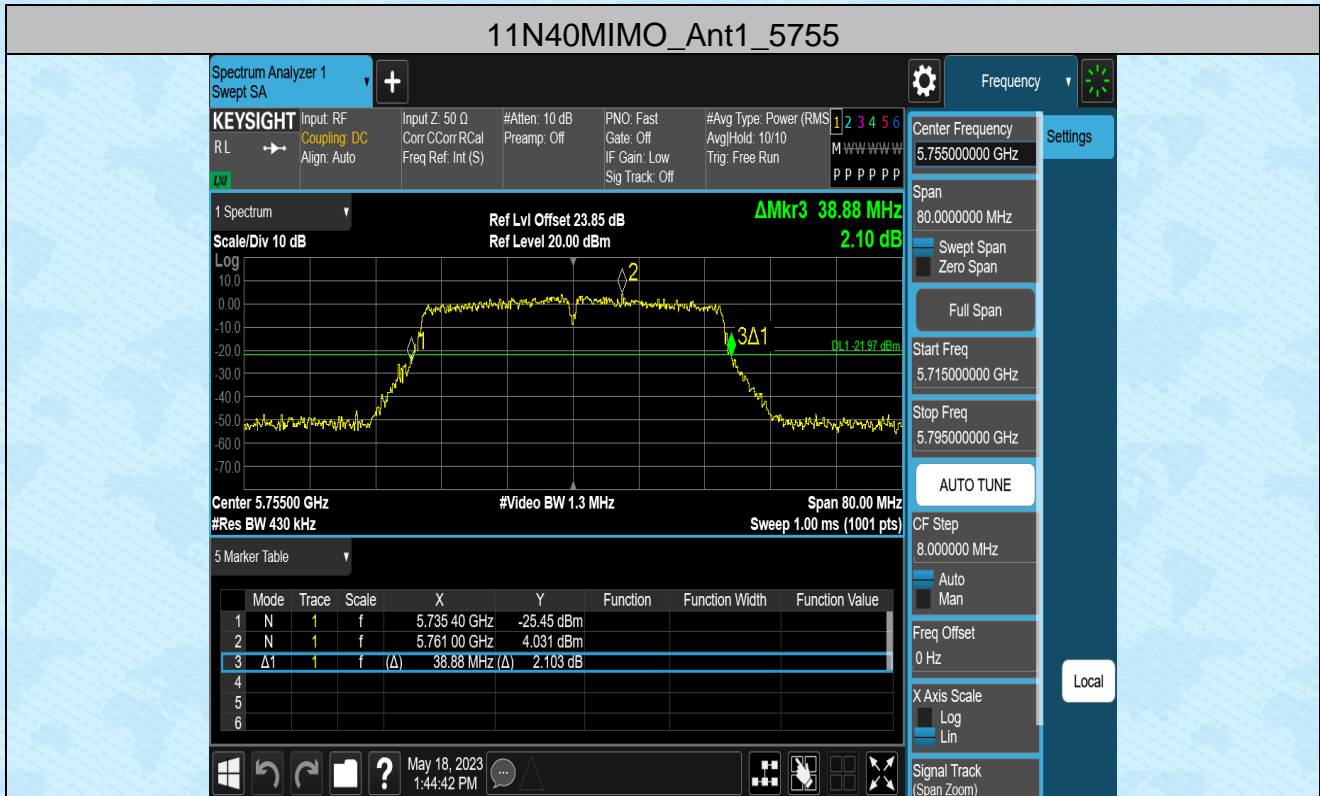 11N40MIMO_Ant1_5755
Spectrum Analyzer 1
Swept SA
+
Frequency
KEYSIGHT
RL
LXI
Input: RF
Coupling: DC
Align: Auto
Input Z: 50 Ω
Corr CCorr RCal
Freq Ref: Int (S)
#Atten: 10 dB
Preamp: Off
PNO: Fast
Gate: Off
IF Gain: Low
Sig Track: Off
#Avg Type: Power (RMS
Avg|Hold: 10/10
Trig: Free Run
1 2 3 4 5 6
M W W W W W
P P P P P P
Center Frequency
5.755000000 GHz
Settings
Span
80.0000000 MHz
Swept Span
Zero Span
Full Span
Start Freq
5.715000000 GHz
Stop Freq
5.795000000 GHz
AUTO TUNE
CF Step
8.000000 MHz
Auto
Man
Freq Offset
0 Hz
X Axis Scale
Log
Lin
Signal Track
(Span Zoom)
Local
1 Spectrum
Scale/Div 10 dB
Ref Lvl Offset 23.85 dB
Ref Level 20.00 dBm
ΔMkr3 38.88 MHz
2.10 dB
Log
10.0
0.00
-10.0
-20.0
-30.0
-40.0
-50.0
-60.0
-70.0
1
2
3Δ1
DL1 -21.97 dBm
Center 5.75500 GHz
#Video BW 1.3 MHz
Span 80.00 MHz
#Res BW 430 kHz
Sweep 1.00 ms (1001 pts)
5 Marker Table
Mode Trace Scale X Y Function Function Width Function Value
1 N 1 f 5.735 40 GHz -25.45 dBm
2 N 1 f 5.761 00 GHz 4.031 dBm
3 Δ1 1 f (Δ) 38.88 MHz (Δ) 2.103 dB
4
5
6
?
May 18, 2023
1:44:42 PM